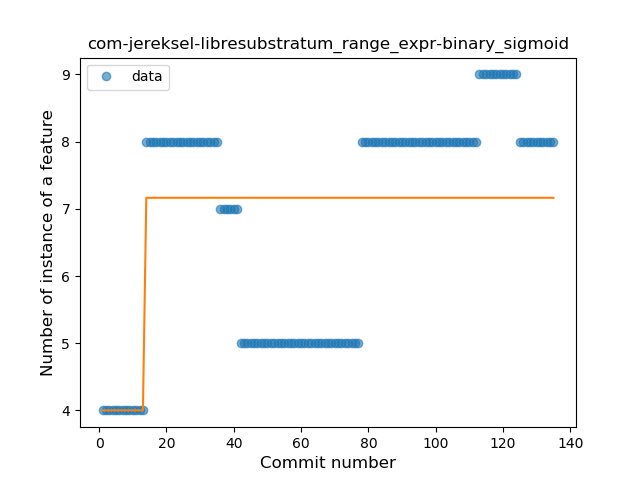 com-jereksel-libresubstratum_range_expr-binary_sigmoid
data
Number of instance of a feature
9
8
7
6
5
4
0 20 40 60 80 100 120 140
Commit number